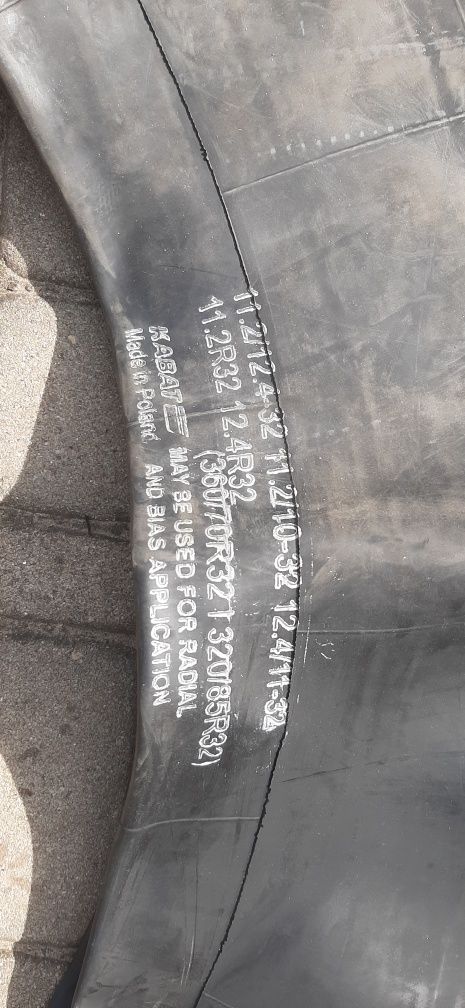 11.2/12.4-32 11.2/10-32 12.4/11-32
11.2R32 12.4R32
(360/70R32 I 320/85R32)
KABAT MAY BE USED FOR RADIAL
Made in Poland AND BIAS APPLICATION